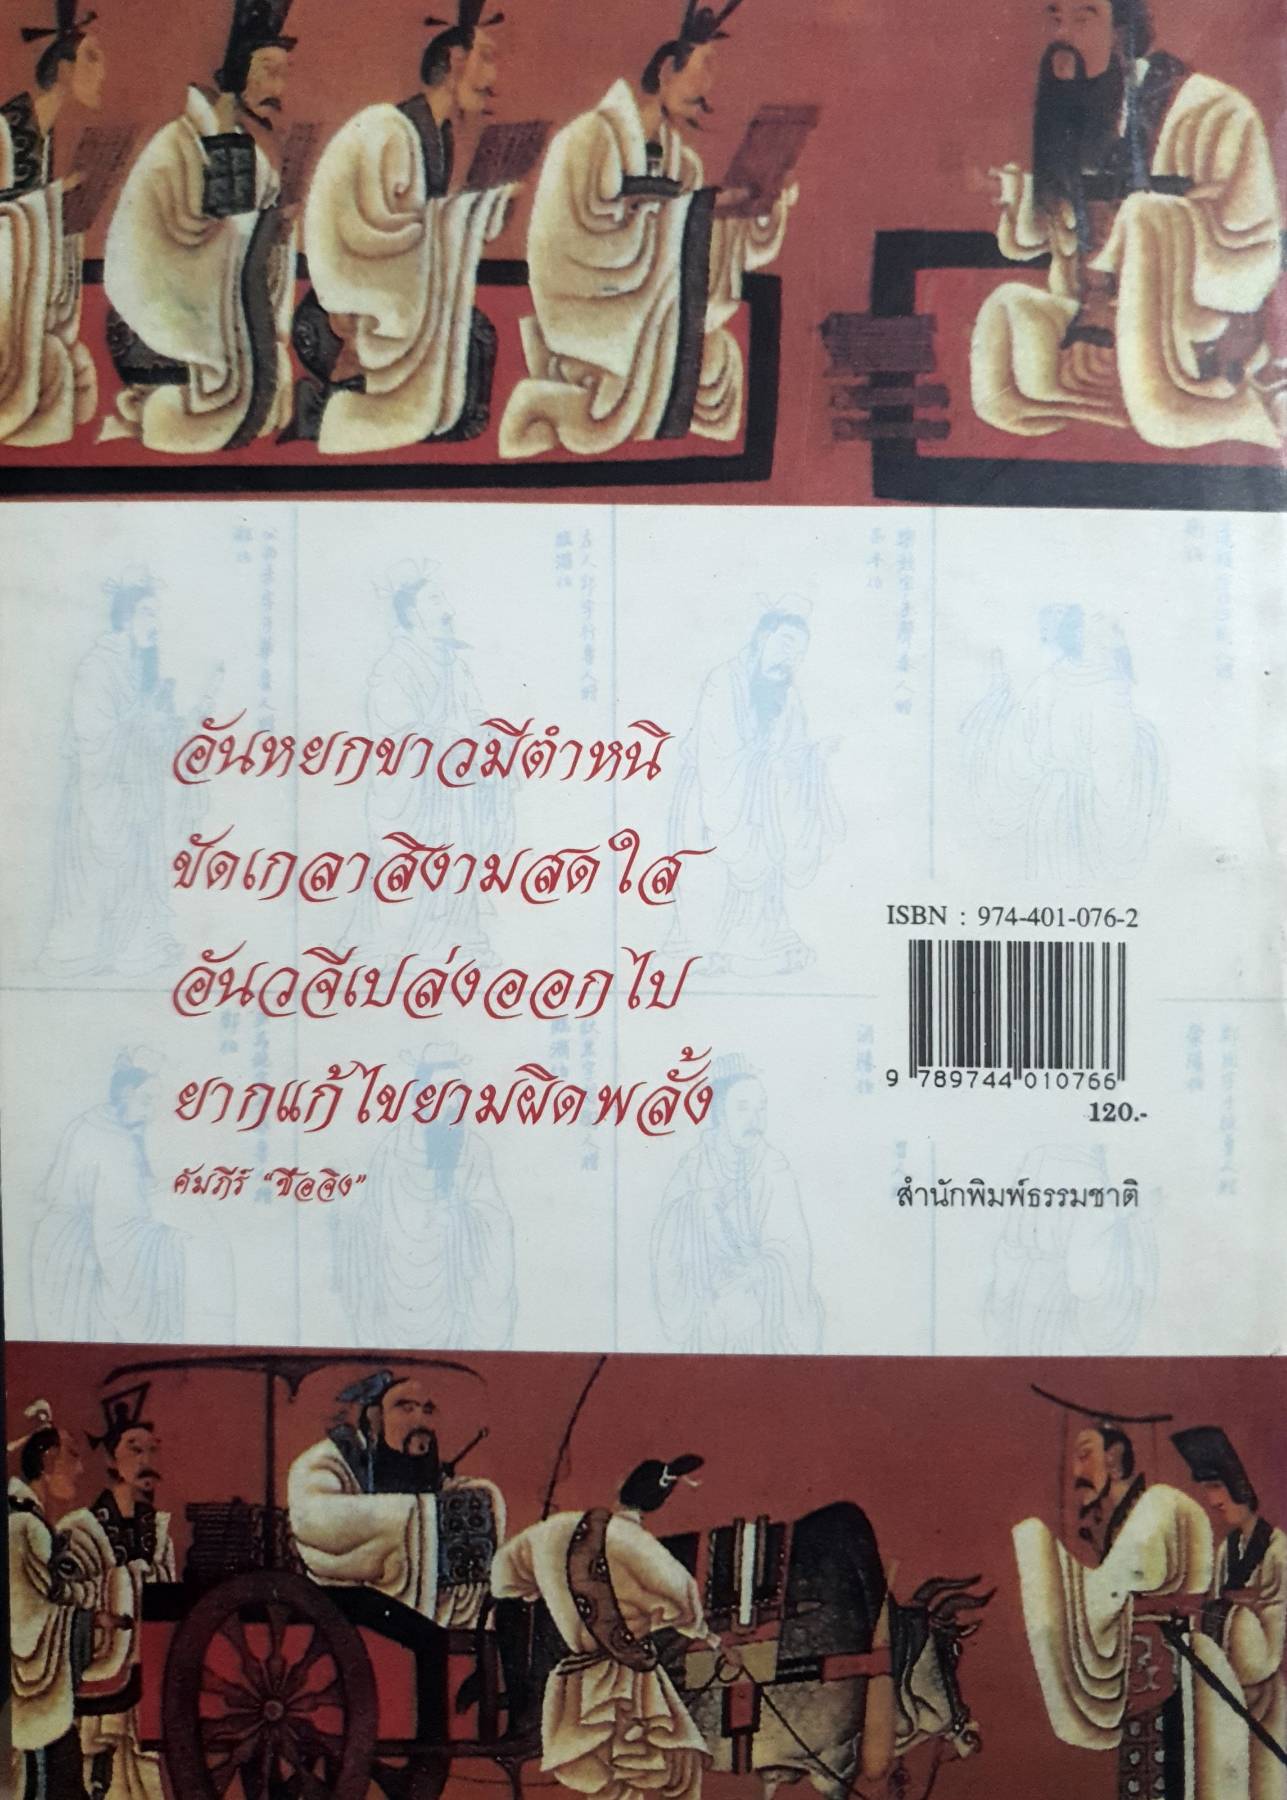 อันหยกขาวมีตำหนิ
ขัดเกลาสิงามสดใส
อันวจีเปล่งออกไป
ยากแก้ไขยามผิดพลั้ง
คัมภีร์ "ซือจิง"
ISBN : 974-401-076-2
9 789744 010766
120.-
สำนักพิมพ์ธรรมชาติ